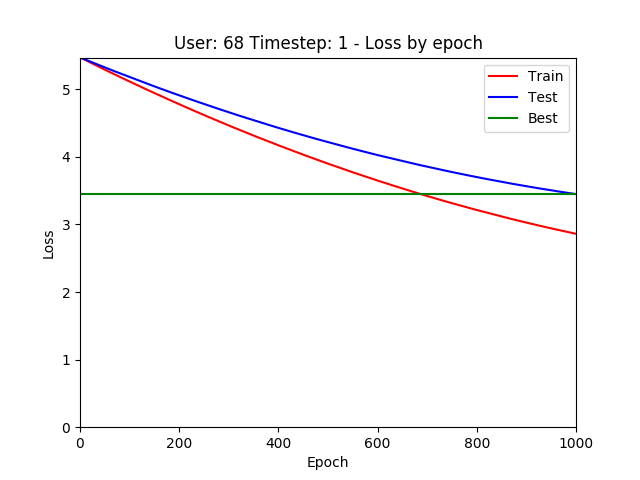 User: 68 Timestep: 1 - Loss by epoch
Train
Test
Best
5
4
3
2
1
0
Loss
0 200 400 600 800 1000
Epoch